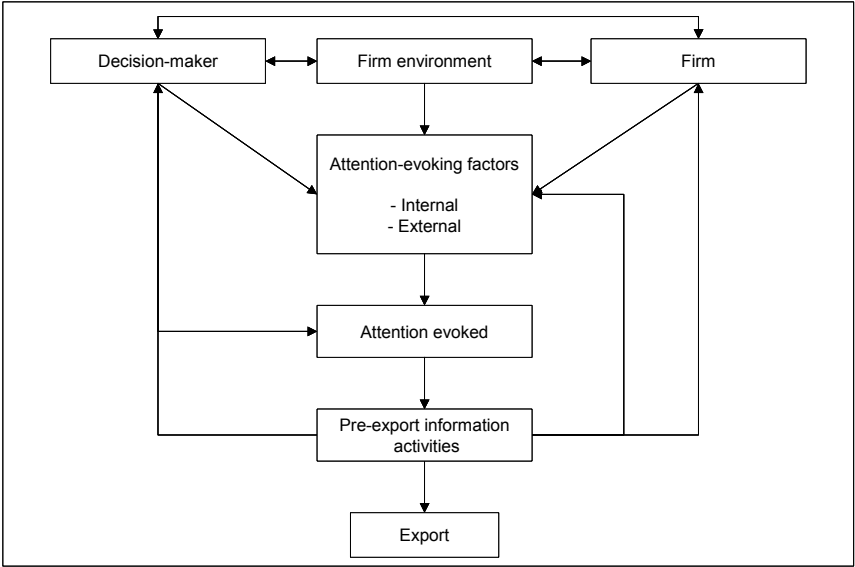 Decision-maker
Firm environment
Firm
Attention-evoking factors
- Internal
- External
Attention evoked
Pre-export information
activities
Export